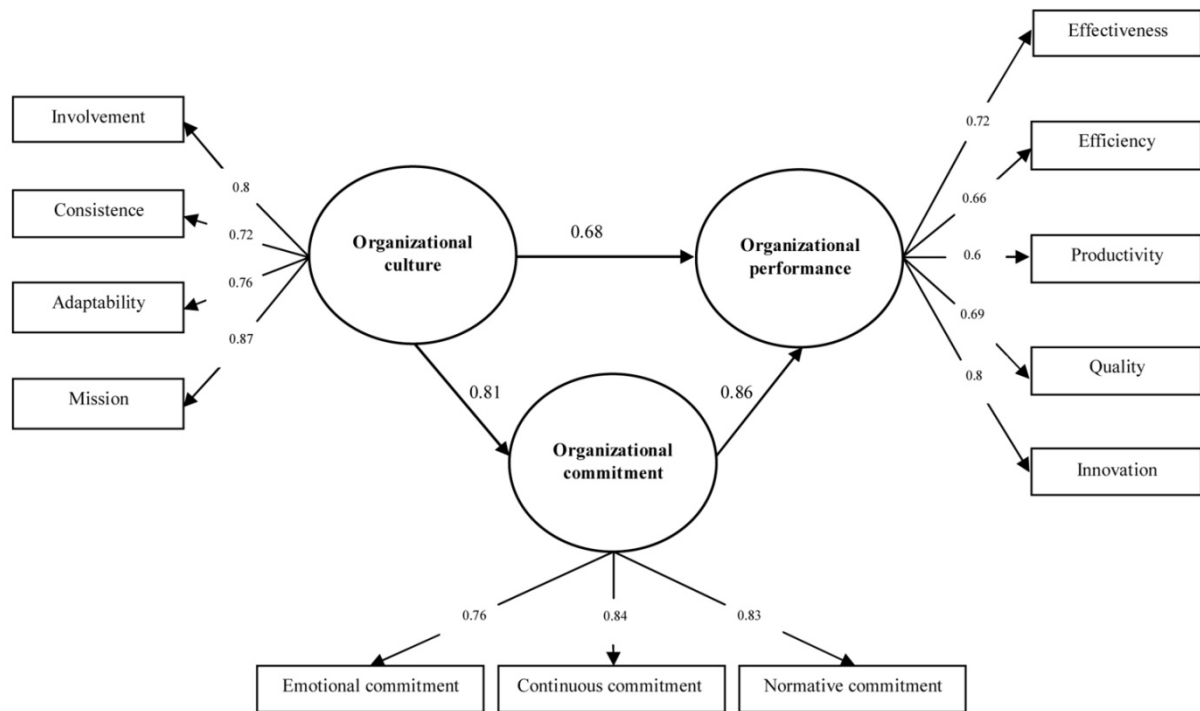 Effectiveness
Involvement
0.72
Efficiency
0.8
0.66
Consistence
0.72
Organizational
culture
0.68
Organizational
performance
0.6
Productivity
Adaptability
0.76
0.69
0.87
Quality
0.8
Mission
0.81
0.86
Organizational
commitment
Innovation
0.76
0.84
0.83
Emotional commitment
Continuous commitment
Normative commitment